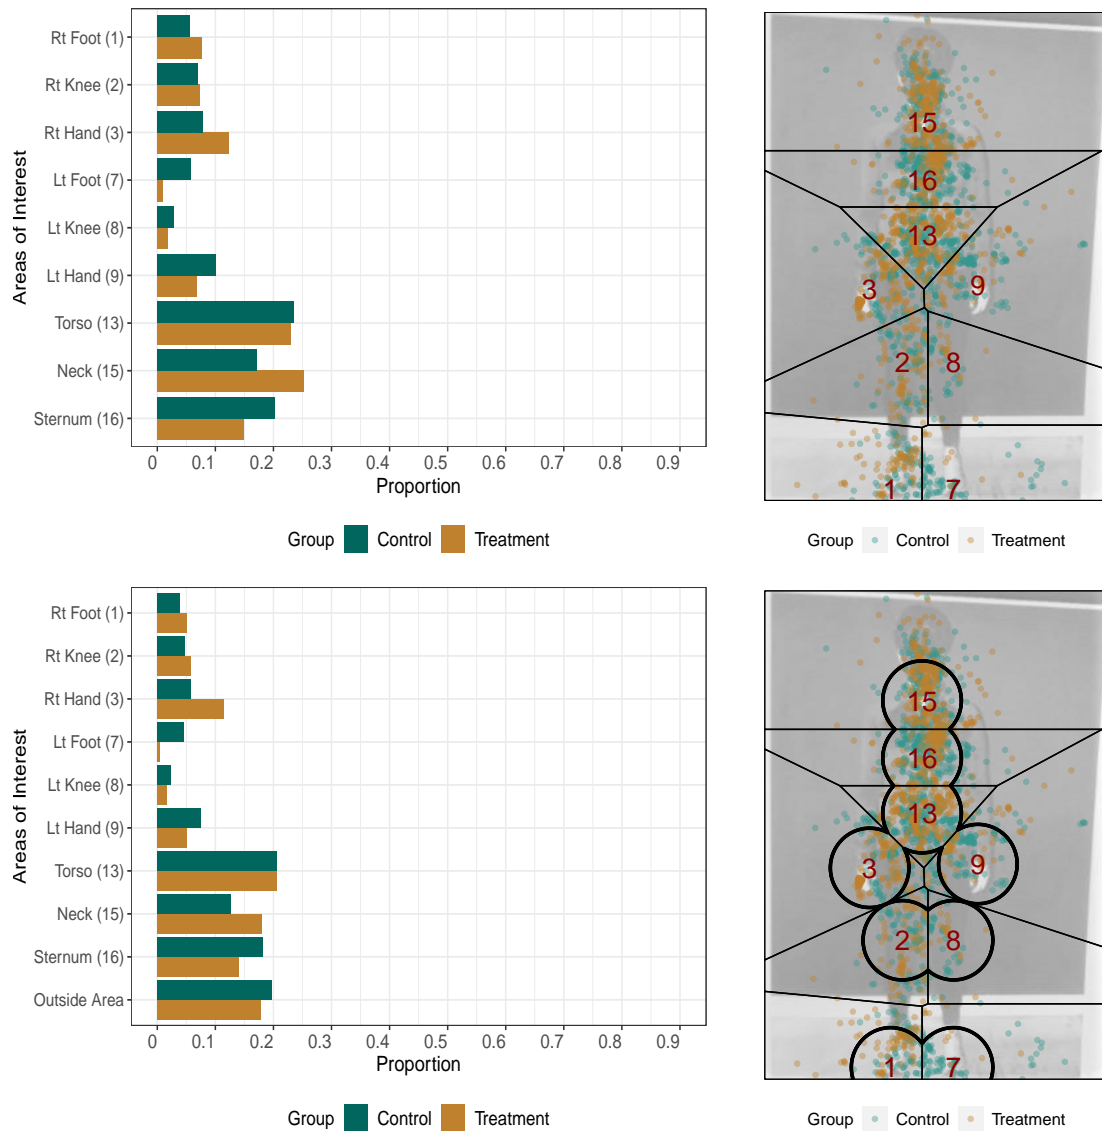 Areas of Interest
Rt Foot (1)
Rt Knee (2)
Rt Hand (3)
Lt Foot (7)
Lt Knee (8)
Lt Hand (9)
Torso (13)
Neck (15)
Sternum (16)
0 0.1 0.2 0.3 0.4 0.5 0.6 0.7 0.8 0.9
Proportion
Group Control Treatment
15
16
13
3 9
2 8
1 7
Group Control Treatment
Areas of Interest
Rt Foot (1)
Rt Knee (2)
Rt Hand (3)
Lt Foot (7)
Lt Knee (8)
Lt Hand (9)
Torso (13)
Neck (15)
Sternum (16)
Outside Area
0 0.1 0.2 0.3 0.4 0.5 0.6 0.7 0.8 0.9
Proportion
Group Control Treatment
15
16
13
3 9
2 8
1 7
Group Control Treatment